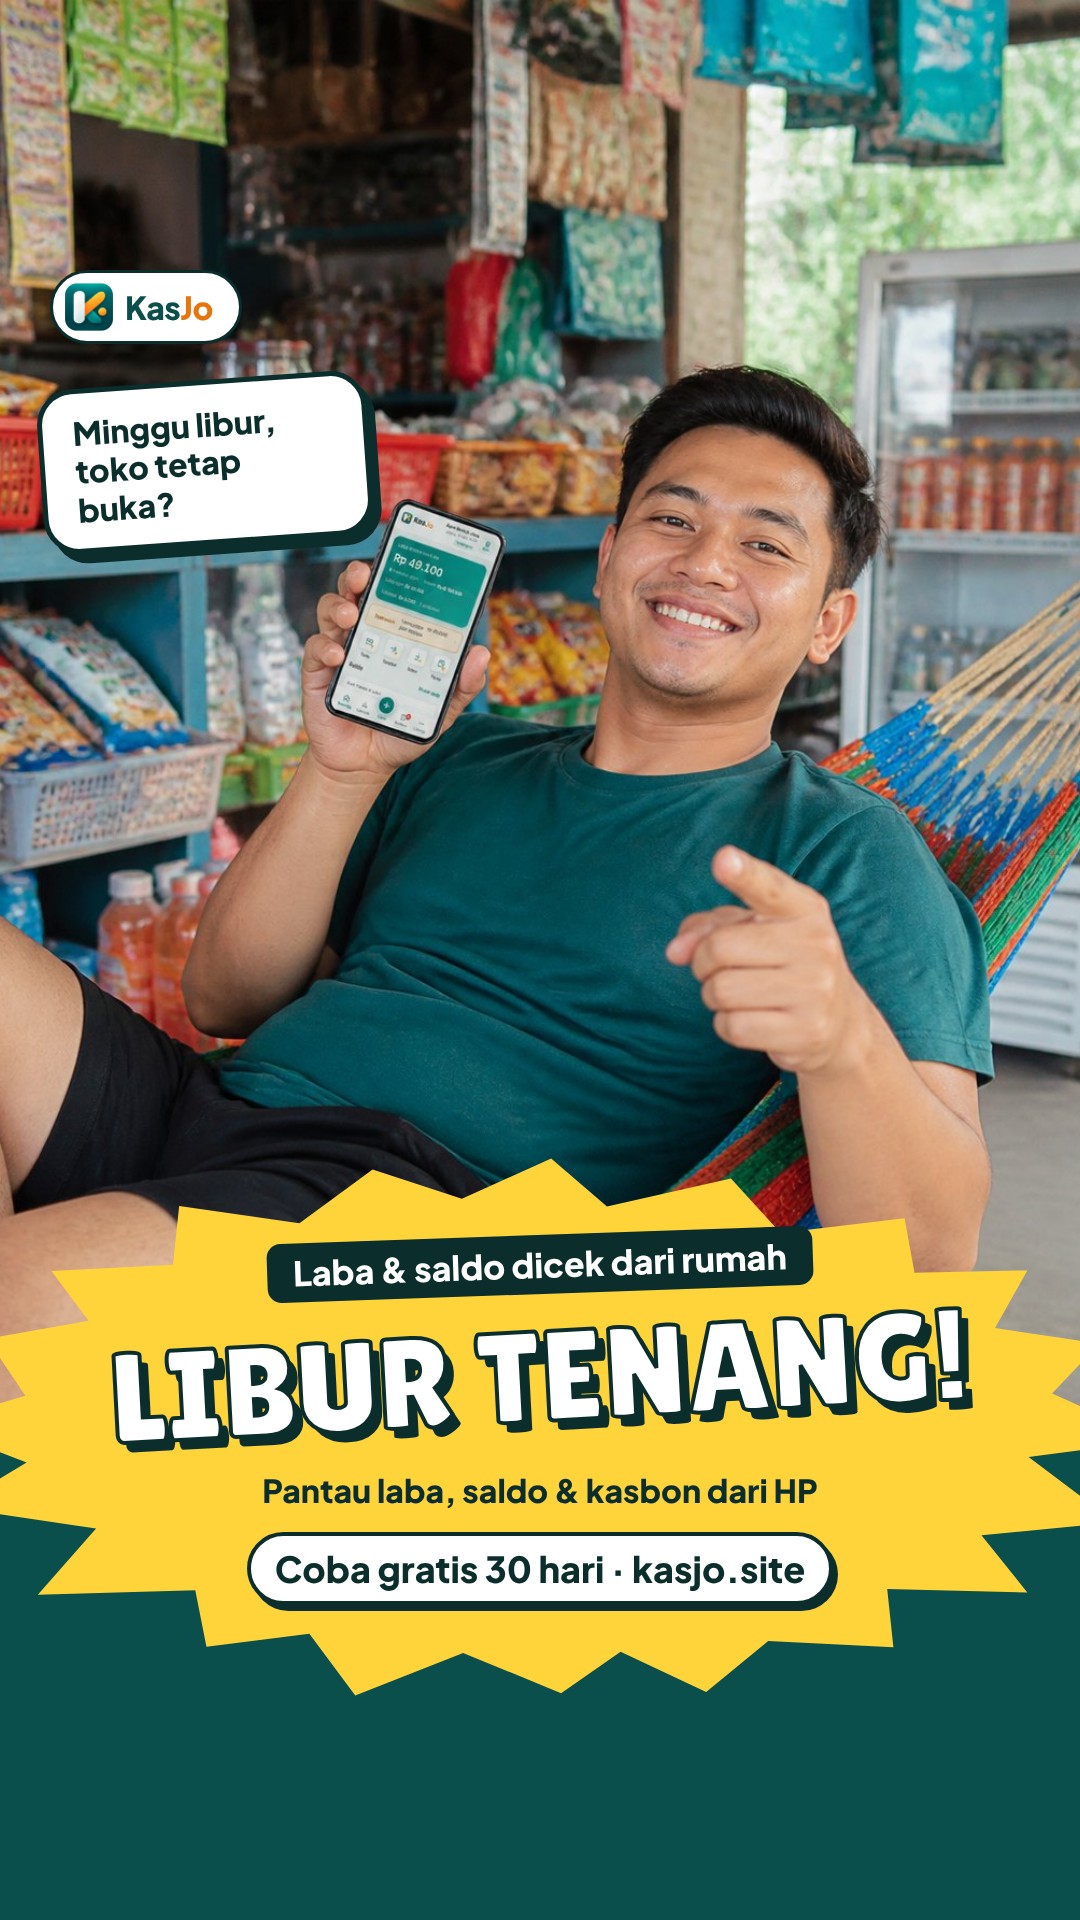 KasJo
Minggu libur,
toko tetap
buka?
KasJo
Rp 49.100
Laba & saldo dicek dari rumah
LIBUR TENANG!
Pantau laba, saldo & kasbon dari HP
Coba gratis 30 hari · kasjo.site